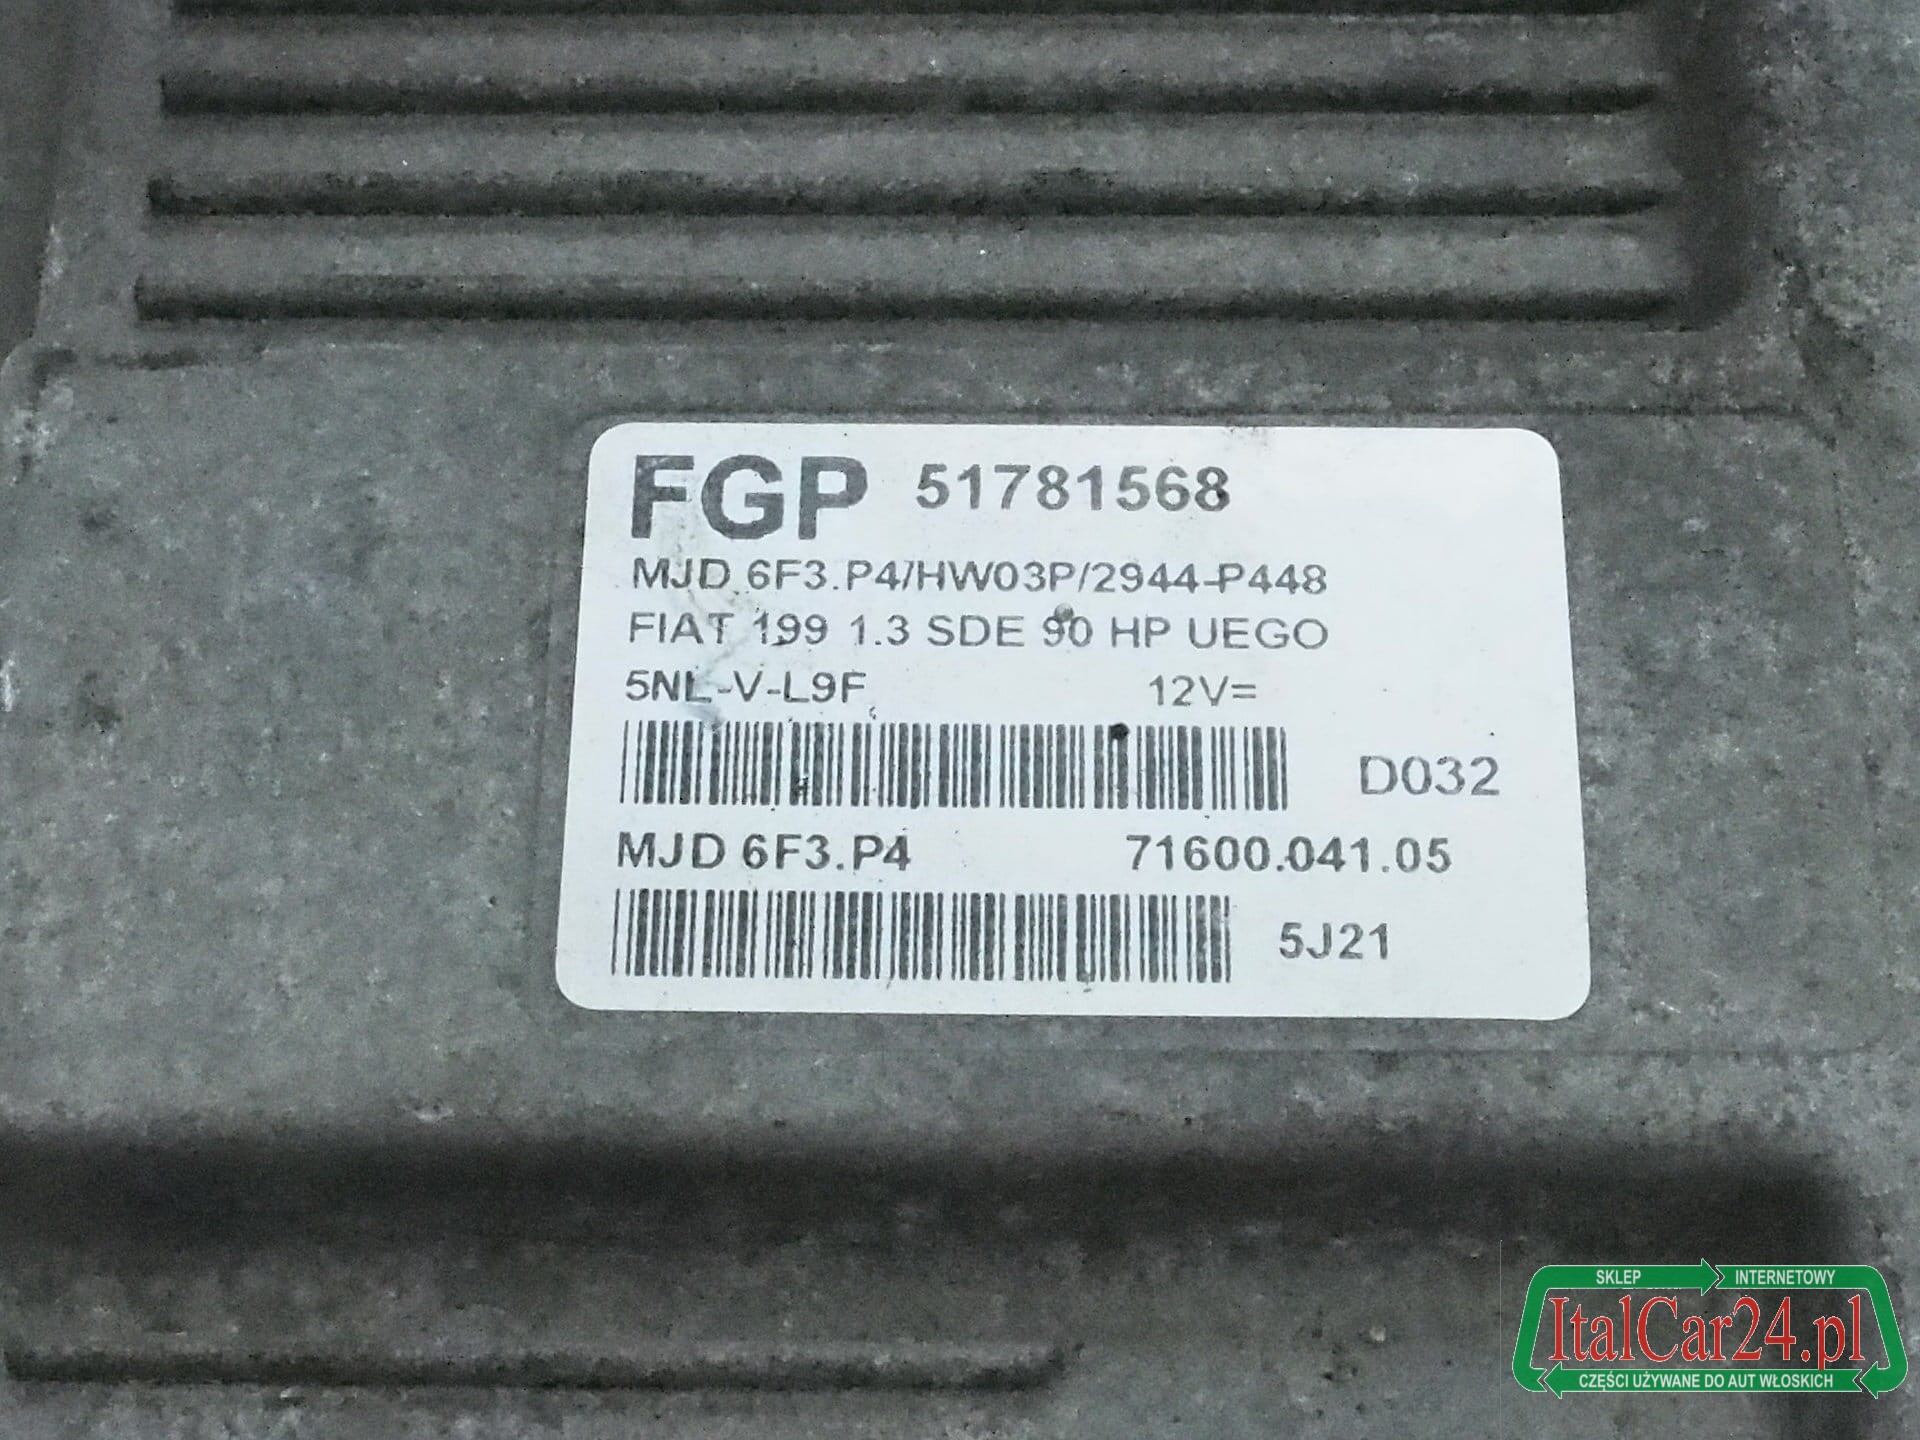 FGP 51781568
MJD 6F3.P4/HW03P/2944-P448
FIAT 199 1.3 SDE 90 HP UEGO
5NL-V-L9F 12V=
D032
MJD 6F3.P4 71600.041.05
5J21
SKLEP INTERNETOWY
ItalCar24.pl
CZĘŚCI UŻYWANE DO AUT WŁOSKICH